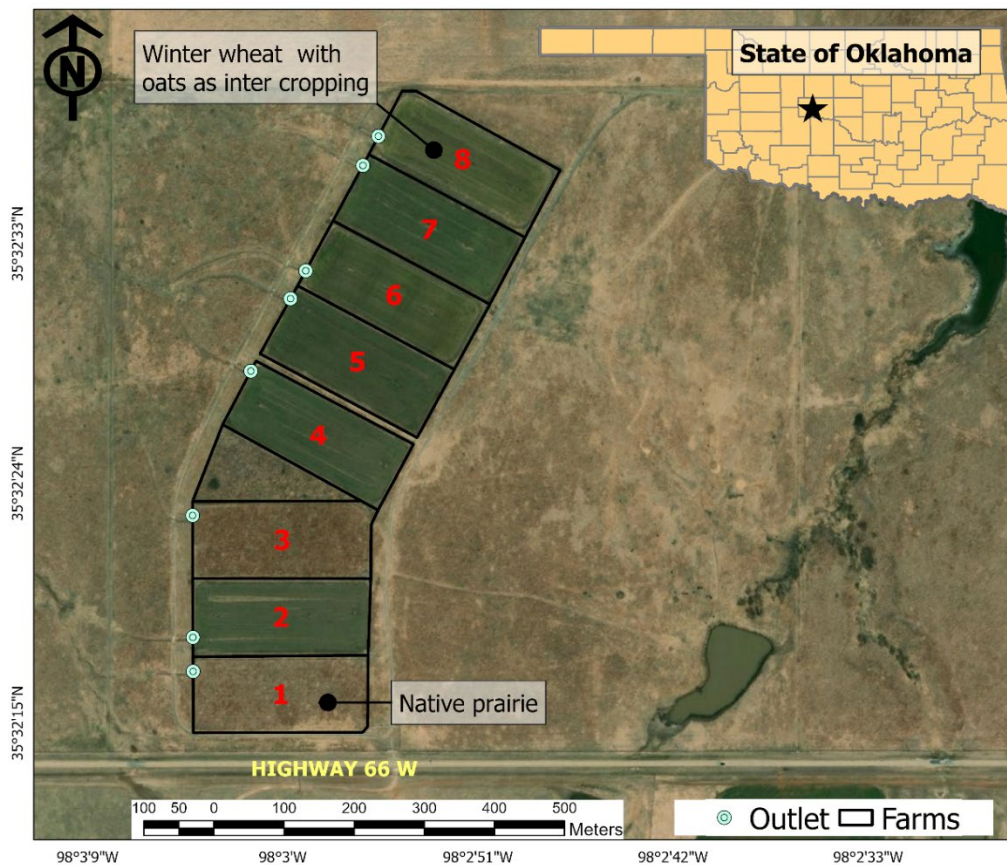 N
Winter wheat with
oats as inter cropping
State of Oklahoma
8
7
6
5
4
3
2
1
Native prairie
HIGHWAY 66 W
100 50 0 100 200 300 400 500
Meters
Outlet Farms
35°32'33"N
35°32'24"N
35°32'15"N
98°3'9"W 98°3'W 98°2'51"W 98°2'42"W 98°2'33"W